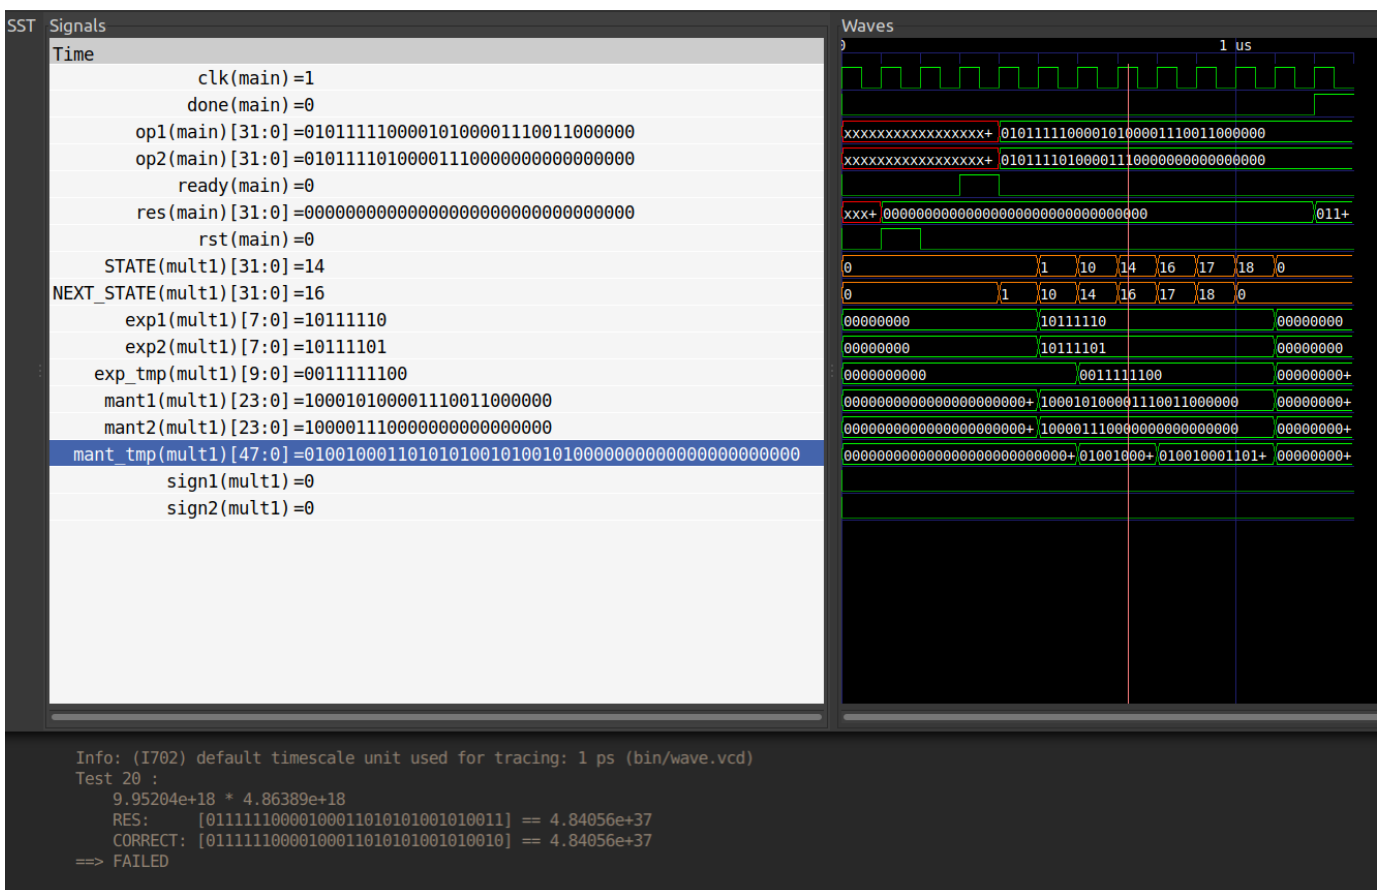 SST
Signals
Waves
Time
0
1 us
clk(main)=1
done(main)=0
op1(main)[31:0]=01011111000010100001110011000000
xxxxxxxxxxxxxxxxx+ 01011111000010100001110011000000
op2(main)[31:0]=01011110100001110000000000000000
xxxxxxxxxxxxxxxxx+ 01011110100001110000000000000000
ready(main)=0
res(main)[31:0]=00000000000000000000000000000000
xxx+ 00000000000000000000000000000000 011+
rst(main)=0
STATE(mult1)[31:0]=14
0 1 10 14 16 17 18 0
NEXT_STATE(mult1)[31:0]=16
0 1 10 14 16 17 18 0
exp1(mult1)[7:0]=10111110
00000000 10111110 00000000
exp2(mult1)[7:0]=10111101
00000000 10111101 00000000
exp_tmp(mult1)[9:0]=0011111100
0000000000 0011111100 00000000+
mant1(mult1)[23:0]=100010100001110011000000
00000000000000000000000+ 100010100001110011000000 00000000+
mant2(mult1)[23:0]=100001110000000000000000
00000000000000000000000+ 100001110000000000000000 00000000+
mant_tmp(mult1)[47:0]=010010001101010100101001010000000000000000000000
0000000000000000000000000000+ 01001000+ 010010001101+ 00000000+
sign1(mult1)=0
sign2(mult1)=0
Info: (I702) default timescale unit used for tracing: 1 ps (bin/wave.vcd)
Test 20 :
9.95204e+18 * 4.86389e+18
RES: [01111110000100011010101001010011] == 4.84056e+37
CORRECT: [01111110000100011010101001010010] == 4.84056e+37
==> FAILED